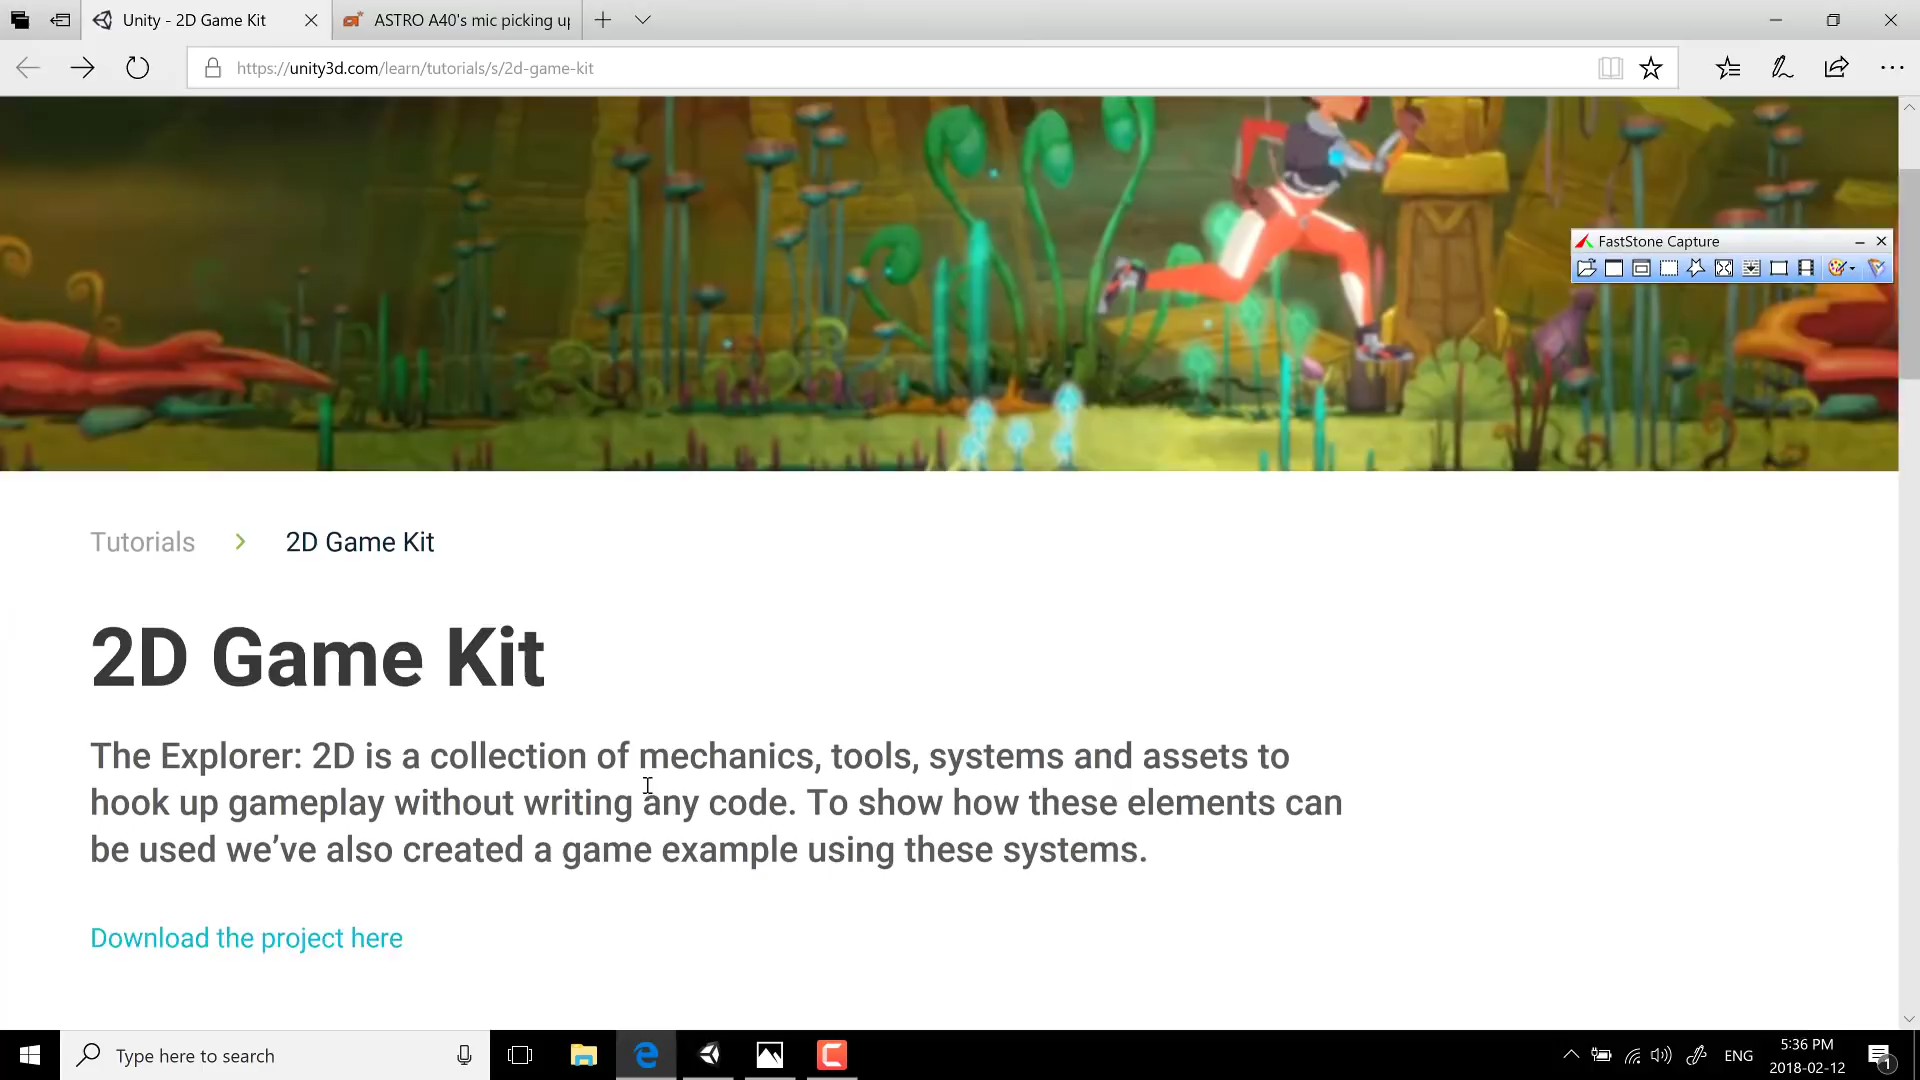 Unity - 2D Game Kit
ASTRO A40's mic picking up
https://unity3d.com/learn/tutorials/s/2d-game-kit
FastStone Capture
Tutorials > 2D Game Kit
2D Game Kit
The Explorer: 2D is a collection of mechanics, tools, systems and assets to
hook up gameplay without writing any code. To show how these elements can
be used we’ve also created a game example using these systems.
Download the project here
Type here to search
ENG
5:36 PM
2018-02-12
1